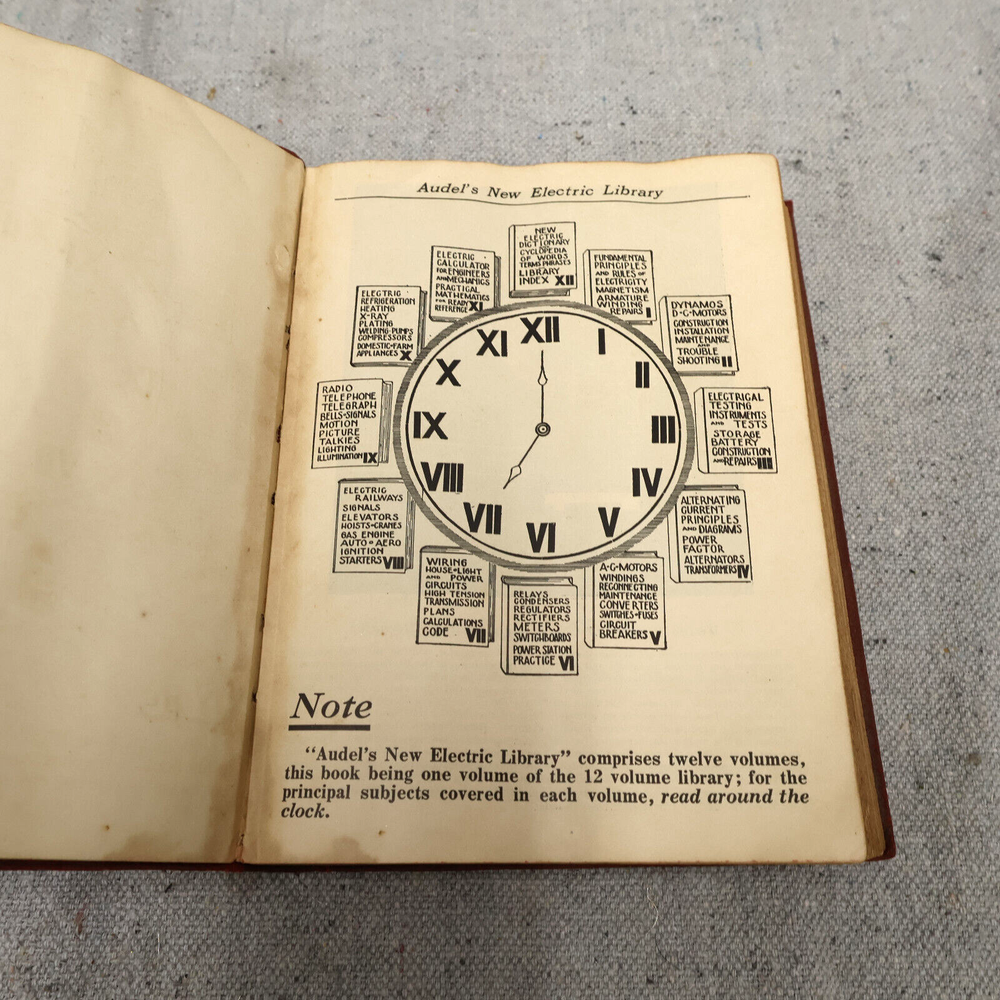 Audel's New Electric Library
NEW
ELECTRIC
DICTIONARY
AND
CYCLOPEDIA
OF WORDS
TERMS PHRASES
LIBRARY
INDEX XII
FUNDAMENTAL
PRINCIPLES
AND RULES OF
ELECTRICITY
MAGNETISM
ARMATURE
WINDING
REPAIRS I
DYNAMOS
D-C-MOTORS
CONSTRUCTION
INSTALLATION
MAINTENANCE
AND
TROUBLE
SHOOTING II
ELECTRICAL
TESTING
INSTRUMENTS
AND TESTS
STORAGE
BATTERY
CONSTRUCTION
AND REPAIRS III
ALTERNATING
CURRENT
PRINCIPLES
AND DIAGRAMS
POWER
FACTOR
ALTERNATORS
TRANSFORMERS IV
A-C-MOTORS
WINDINGS
RECONNECTING
MAINTENANCE
CONVERTERS
SWITCHES-FUSES
CIRCUIT
BREAKERS V
RELAYS
CONDENSERS
REGULATORS
RECTIFIERS
METERS
SWITCHBOARDS
POWER STATION
PRACTICE VI
WIRING
HOUSE-LIGHT
AND POWER
CIRCUITS
HIGH TENSION
TRANSMISSION
PLANS
CALCULATIONS
CODE VII
ELECTRIC
RAILWAYS
SIGNALS
ELEVATORS
HOISTS-CRANES
GAS ENGINE
AUTO-AERO
IGNITION
STARTERS VIII
RADIO
TELEPHONE
TELEGRAPH
BELLS-SIGNALS
MOTION
PICTURE
TALKIES
LIGHTING
ILLUMINATION IX
ELECTRIC
REFRIGERATION
HEATING
X-RAY
PLATING
WELDING-PUMPS
COMPRESSORS
DOMESTIC-FARM
APPLIANCES X
ELECTRIC
CALCULATOR
FOR ENGINEERS
AND MECHANICS
PRACTICAL
MATHEMATICS
FOR READY
REFERENCE XI
XII
I
II
III
IV
V
VI
VII
VIII
IX
X
XI
Note
"Audel's New Electric Library" comprises twelve volumes,
this book being one volume of the 12 volume library; for the
principal subjects covered in each volume, read around the
clock.